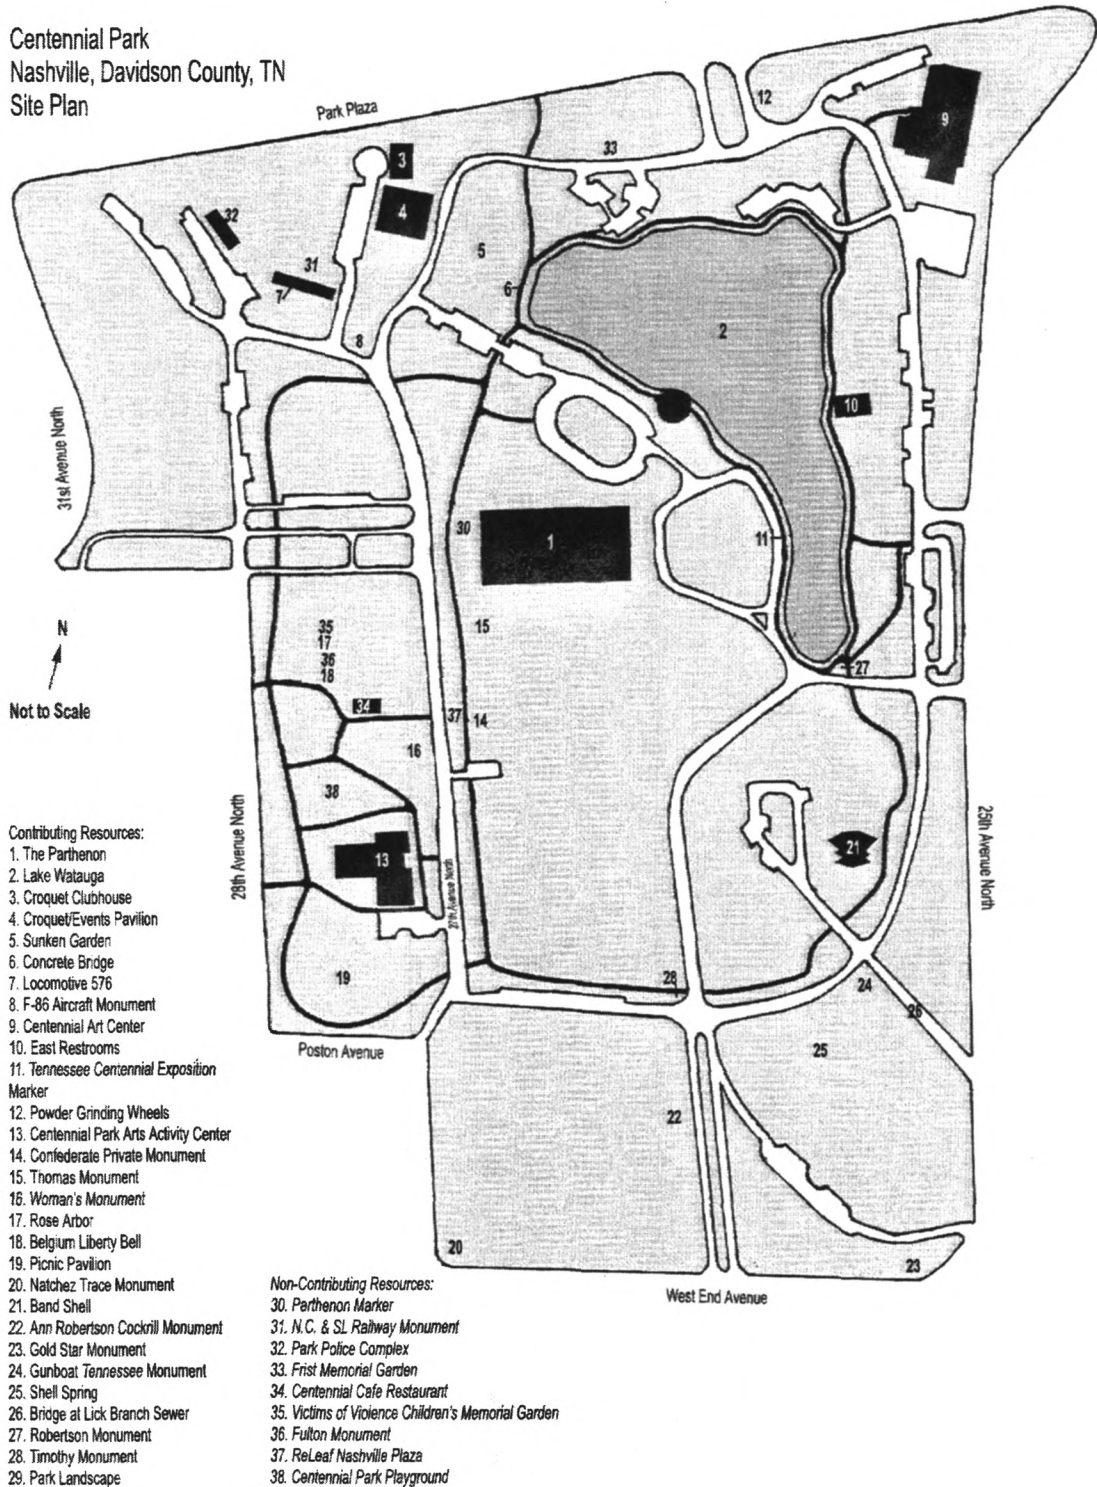 Centennial Park
Nashville, Davidson County, TN
Site Plan
Park Plaza
12
9
33
3
4
32
5
31
7
6
2
8
10
31st Avenue North
30
1
11
N
Not to Scale
35
17
36
18
15
27
34
37
14
16
38
28th Avenue North
25th Avenue North
21
13
27th Avenue North
19
28
24
26
Poston Avenue
25
22
20
23
West End Avenue
Contributing Resources:
1. The Parthenon
2. Lake Watauga
3. Croquet Clubhouse
4. Croquet/Events Pavilion
5. Sunken Garden
6. Concrete Bridge
7. Locomotive 576
8. F-86 Aircraft Monument
9. Centennial Art Center
10. East Restrooms
11. Tennessee Centennial Exposition
Marker
12. Powder Grinding Wheels
13. Centennial Park Arts Activity Center
14. Confederate Private Monument
15. Thomas Monument
16. Woman's Monument
17. Rose Arbor
18. Belgium Liberty Bell
19. Picnic Pavilion
20. Natchez Trace Monument
21. Band Shell
22. Ann Robertson Cockrill Monument
23. Gold Star Monument
24. Gunboat Tennessee Monument
25. Shell Spring
26. Bridge at Lick Branch Sewer
27. Robertson Monument
28. Timothy Monument
29. Park Landscape
Non-Contributing Resources:
30. Parthenon Marker
31. N.C. & SL Railway Monument
32. Park Police Complex
33. Frist Memorial Garden
34. Centennial Cafe Restaurant
35. Victims of Violence Children's Memorial Garden
36. Fulton Monument
37. ReLeaf Nashville Plaza
38. Centennial Park Playground